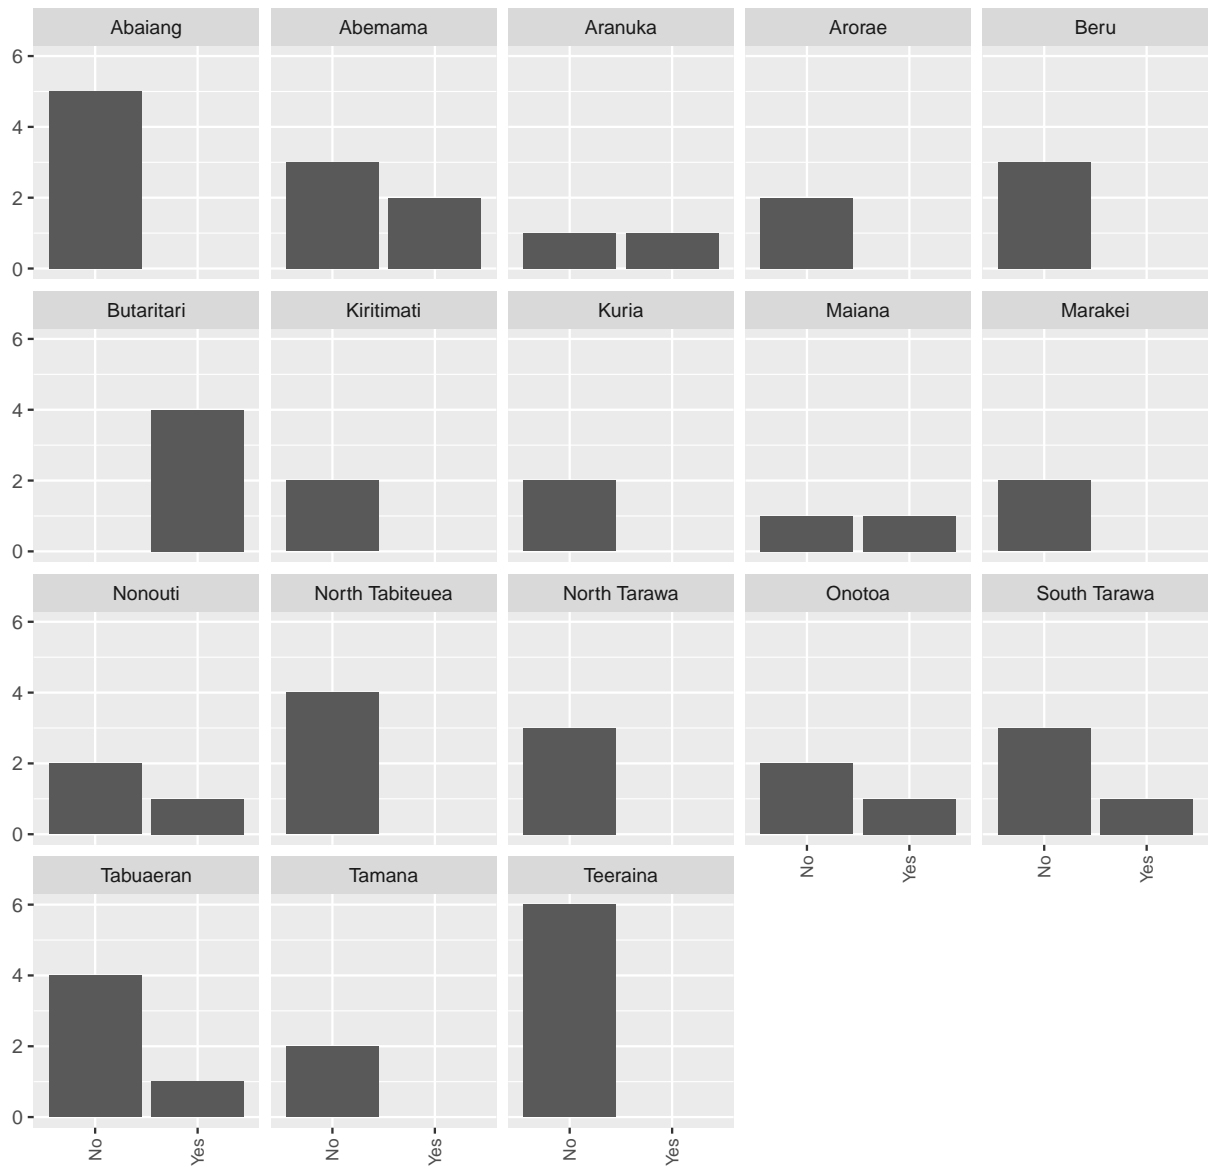 Abaiang Abemama Aranuka Arorae Beru
6
4
2
0
Butaritari Kiritimati Kuria Maiana Marakei
6
4
2
0
Nonouti North Tabiteuea North Tarawa Onotoa South Tarawa
6
4
2
0
No Yes No Yes
Tabuaeran Tamana Teeraina
6
4
2
0
No Yes No Yes No Yes